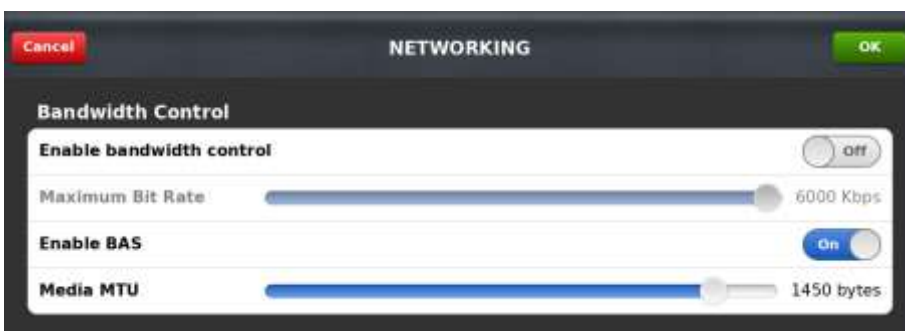 Cancel NETWORKING OK
Bandwidth Control
Enable bandwidth control Off
Maximum Bit Rate 6000 Kbps
Enable BAS On
Media MTU 1450 bytes